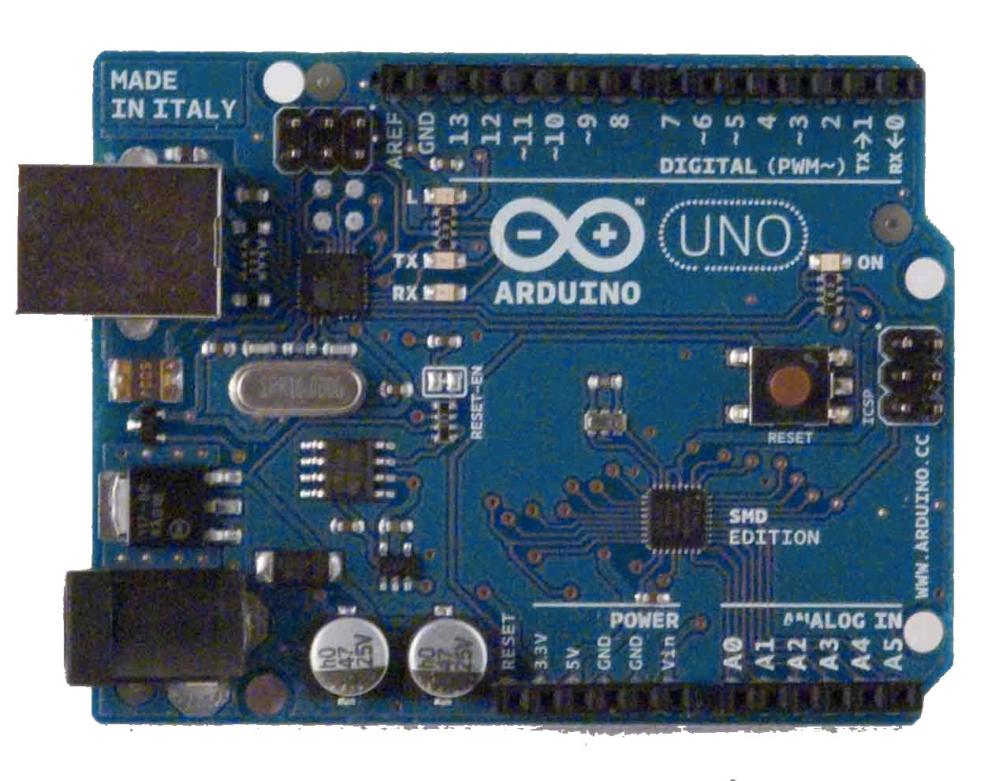 MADE
IN ITALY
AREF
GND
13
12
~11
~10
~9
8
7
~6
~5
4
~3
2
TX→1
RX←0
DIGITAL (PWM~)
L
TX
RX
ARDUINO
UNO
ON
RESET-EN
RESET
ICSP
WWW.ARDUINO.CC
SMD
EDITION
h0
47
25V
h0
47
25V
POWER
ANALOG IN
RESET
3.3V
5V
GND
GND
Vin
A0
A1
A2
A3
A4
A5